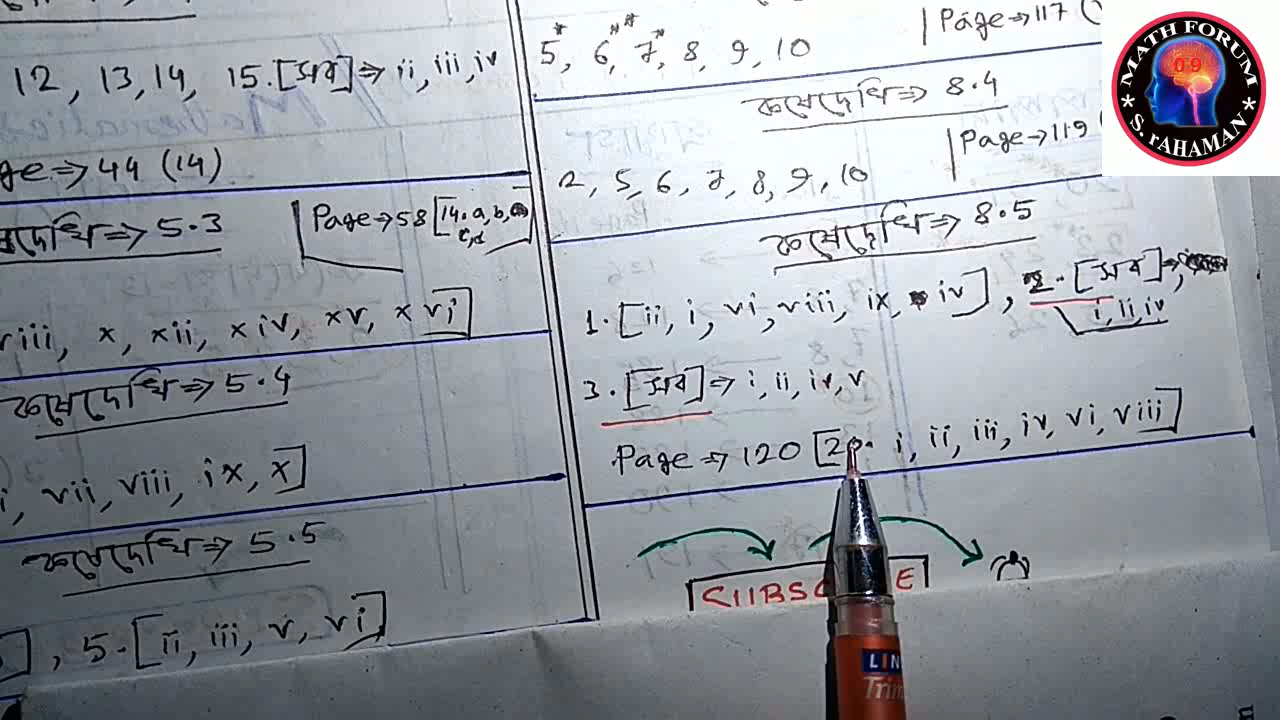 12, 13, 14, 15. [সব] ⇒ ii, iii, iv
⇒ 44 (14)
⇒ 5.3
Page → 58 [14. a, b,
c, d
viii, x, xii, xiv, xv, xvi]
কষেদেখি ⇒ 5.4
vii, viii, ix, x]
কষেদেখি ⇒ 5.5
], 5. [ii, iii, v, vi]
Page → 117
5*, 6**, 7*, 8, 9, 10
কষেদেখি ⇒ 8.4
Page → 119
2, 5, 6, 7, 8, 9, 10
কষেদেখি ⇒ 8.5
1. [ii, i, vi, viii, ix, iv], 2. [সব] ⇒
i, ii, iv
3. [সব] ⇒ i, ii, iv, v
Page ⇒ 120 [20. i, ii, iii, iv, vi, viii]
MATH FORUM
09
★ S. rAHAMAN ★